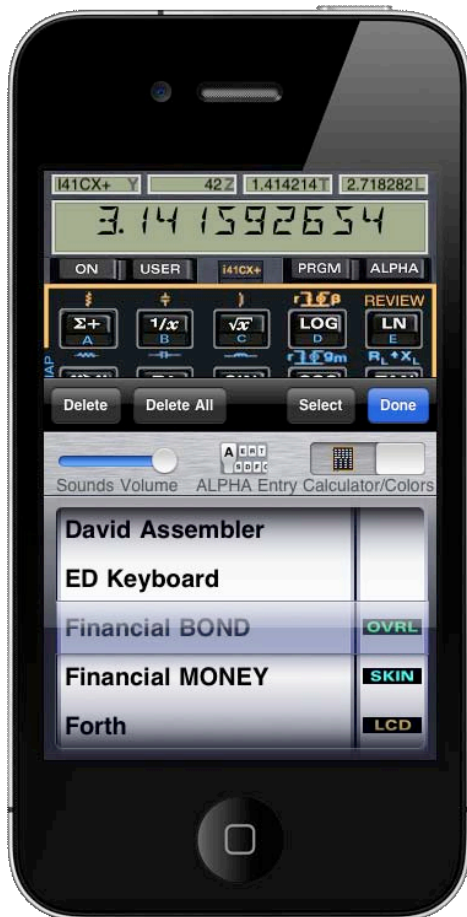 I41CX+ Y 42 Z 1.414214 T 2.718282 L
3.141592654
ON USER i41CX+ PRGM ALPHA
REVIEW
Σ+ 1/x √x LOG LN
A B C D E
Delete Delete All Select Done
Sounds Volume ALPHA Entry Calculator/Colors
David Assembler
ED Keyboard
Financial BOND OVRL
Financial MONEY SKIN
Forth LCD